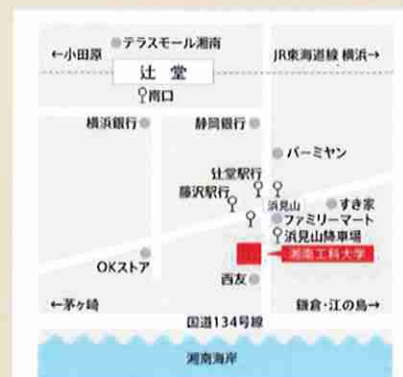 テラスモール湘南
←小田原
JR東海道線 横浜→
辻堂
南口
横浜銀行
静岡銀行
バーミヤン
辻堂駅行
藤沢駅行
浜見山
すき家
ファミリーマート
浜見山降車場
湘南工科大学
OKストア
西友
←茅ヶ崎
鎌倉・江の島→
国道134号線
湘南海岸